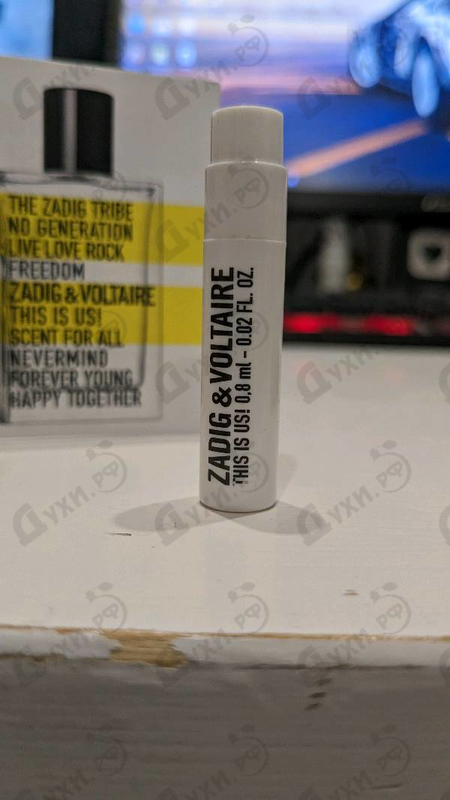 THE ZADIG TRIBE
NO GENERATION
LIVE LOVE ROCK
FREEDOM
ZADIG & VOLTAIRE
THIS IS US!
SCENT FOR ALL
NEVERMIND
FOREVER YOUNG
HAPPY TOGETHER
ZADIG & VOLTAIRE
THIS IS US! 0,8 ml – 0.02 FL. OZ.
Духи.РФ